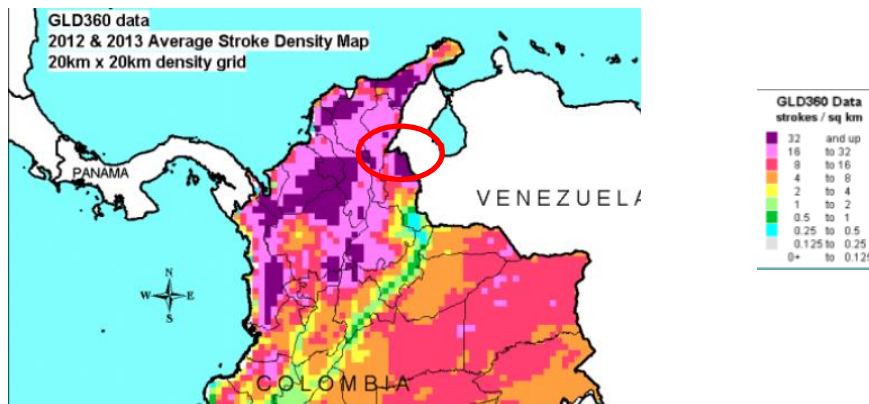 GLD360 data
2012 & 2013 Average Stroke Density Map
20km x 20km density grid
PANAMA
VENEZUELA
N
W E
S
COLOMBIA
GLD360 Data
strokes / sq km
32 and up
16 to 32
8 to 16
4 to 8
2 to 4
1 to 2
0.5 to 1
0.25 to 0.5
0.125 to 0.25
0+ to 0.125